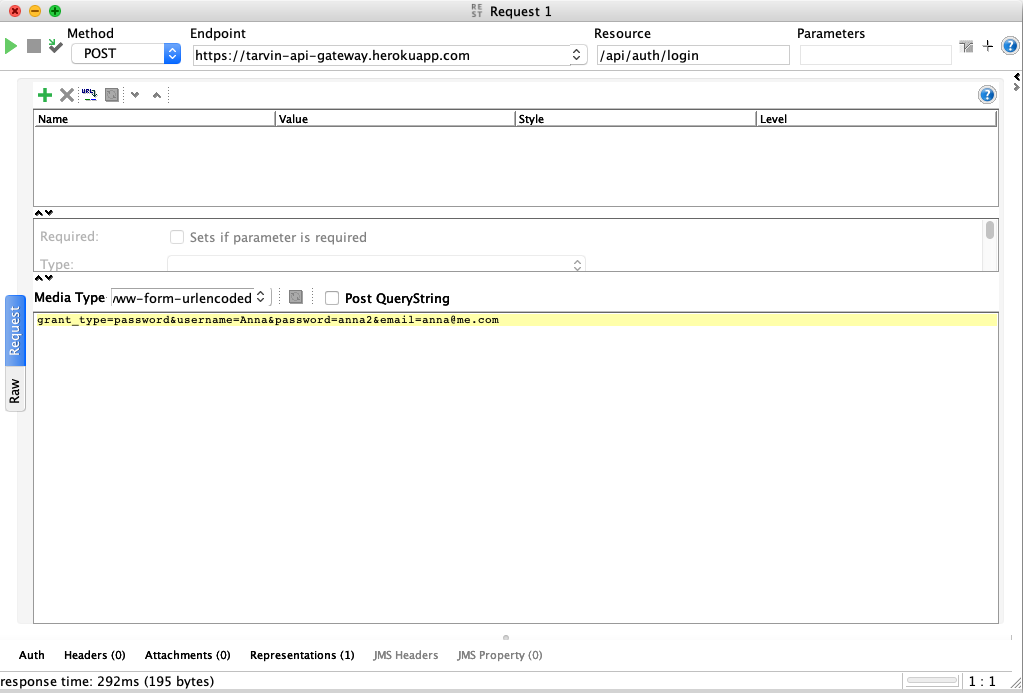 RE
ST Request 1
Method Endpoint Resource Parameters
POST https://tarvin-api-gateway.herokuapp.com /api/auth/login
URL
Name Value Style Level
Required: Sets if parameter is required
Type:
Media Type ww-form-urlencoded Post QueryString
grant_type=password&username=Anna&password=anna2&email=anna@me.com
Request
Raw
Auth Headers (0) Attachments (0) Representations (1) JMS Headers JMS Property (0)
response time: 292ms (195 bytes) 1 : 1